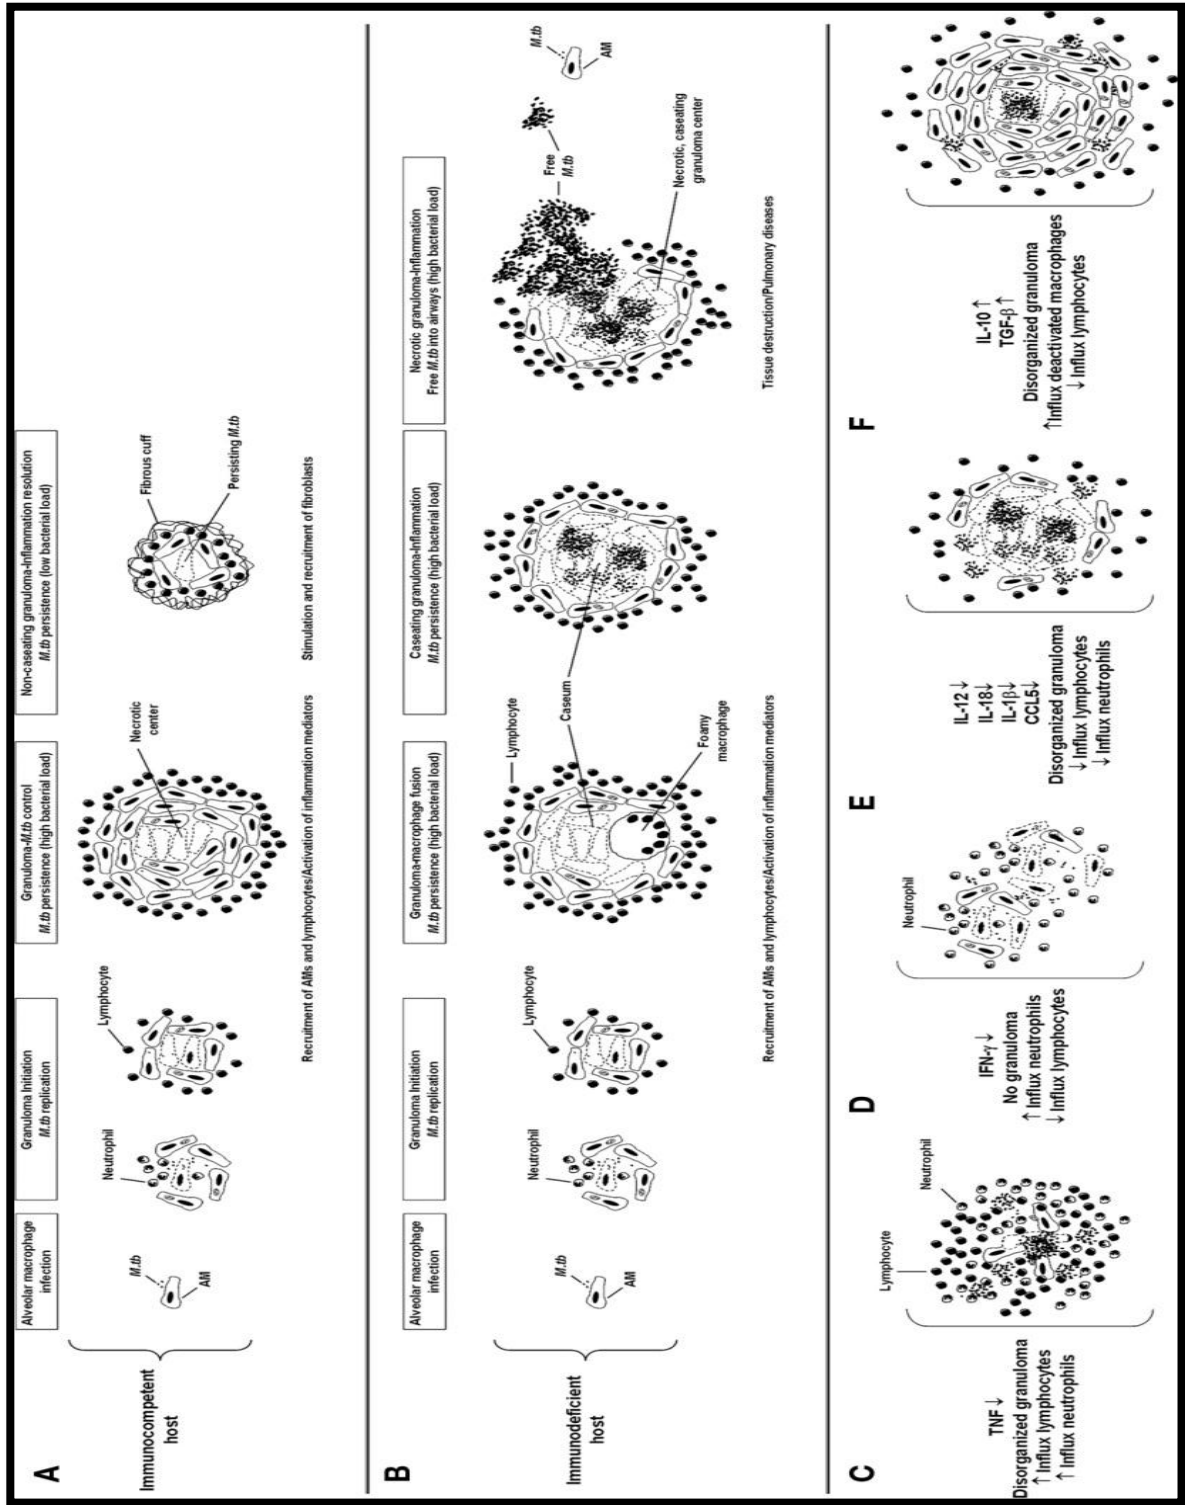 A
Immunocompetent
host
Alveolar macrophage
infection
Granuloma Initiation
M.tb replication
Granuloma-M.tb control
M.tb persistence (high bacterial load)
Non-caseating granuloma-Inflammation resolution
M.tb persistence (low bacterial load)
M.tb
AM
Neutrophil
Lymphocyte
Necrotic
center
Fibrous cuff
Persisting M.tb
Recruitment of AMs and lymphocytes/Activation of inflammation mediators
Stimulation and recruitment of fibroblasts
B
Immunodeficient
host
Alveolar macrophage
infection
Granuloma Initiation
M.tb replication
Granuloma-macrophage fusion
M.tb persistence (high bacterial load)
Caseating granuloma-Inflammation
M.tb persistence (high bacterial load)
Necrotic granuloma-Inflammation
Free M.tb into airways (high bacterial load)
M.tb
AM
Neutrophil
Lymphocyte
Lymphocyte
Caseum
Foamy
macrophage
Free
M.tb
Necrotic, caseating
granuloma center
M.tb
AM
Recruitment of AMs and lymphocytes/Activation of inflammation mediators
Tissue destruction/Pulmonary diseases
C
TNF ↓
Disorganized granuloma
↑ Influx lymphocytes
↑ Influx neutrophils
Lymphocyte
Neutrophil
D
IFN-γ ↓
No granuloma
↑ Influx neutrophils
↓ Influx lymphocytes
Neutrophil
E
IL-12 ↓
IL-18 ↓
IL-1β ↓
CCL5 ↓
Disorganized granuloma
↓ Influx lymphocytes
↓ Influx neutrophils
F
IL-10 ↑
TGF-β ↑
Disorganized granuloma
↑ Influx deactivated macrophages
↓ Influx lymphocytes